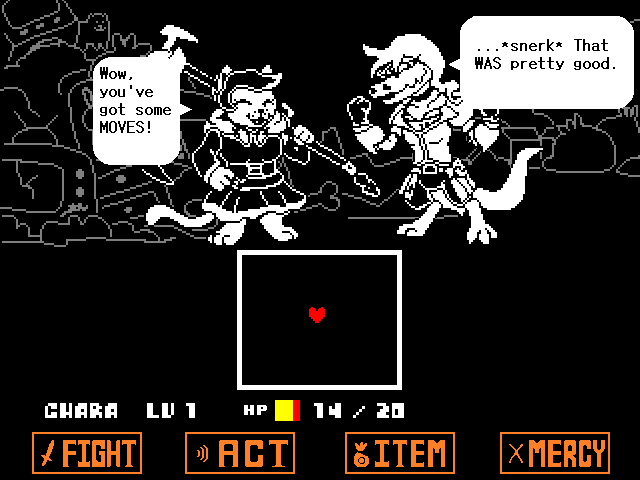 Wow,
you've
got some
MOVES!
...*snerk* That
WAS pretty good.
CHARA LV 1 HP 14 / 20
FIGHT ACT ITEM MERCY